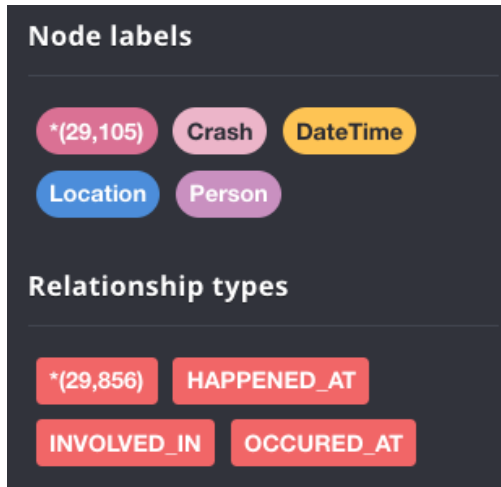 Node labels
*(29,105) Crash DateTime
Location Person
Relationship types
*(29,856) HAPPENED_AT
INVOLVED_IN OCCURED_AT